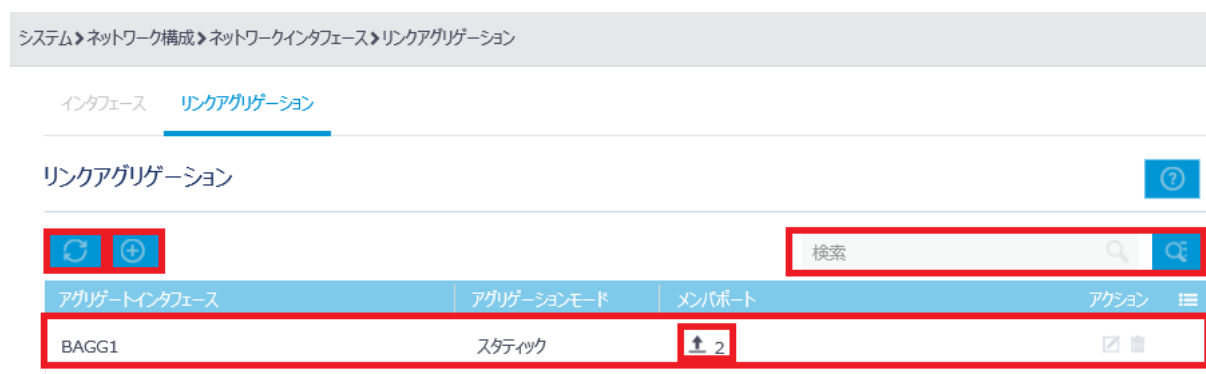 システム>ネットワーク構成>ネットワークインタフェース>リンクアグリゲーション
インタフェース リンクアグリゲーション
リンクアグリゲーション
検索
アグリゲートインタフェース アグリゲーションモード メンバポート アクション
BAGG1 スタティック 2